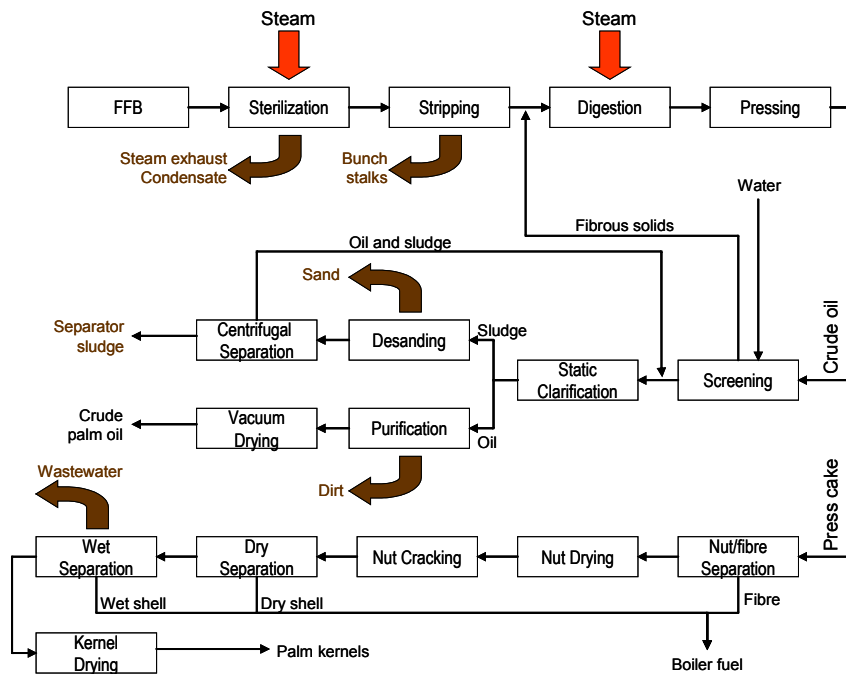 Steam
Steam
FFB
Sterilization
Stripping
Digestion
Pressing
Steam exhaust
Condensate
Bunch
stalks
Water
Fibrous solids
Oil and sludge
Sand
Crude oil
Separator
sludge
Centrifugal
Separation
Desanding
Sludge
Static
Clarification
Screening
Crude
palm oil
Vacuum
Drying
Purification
Oil
Wastewater
Dirt
Press cake
Wet
Separation
Dry
Separation
Nut Cracking
Nut Drying
Nut/fibre
Separation
Wet shell
Dry shell
Fibre
Kernel
Drying
Palm kernels
Boiler fuel